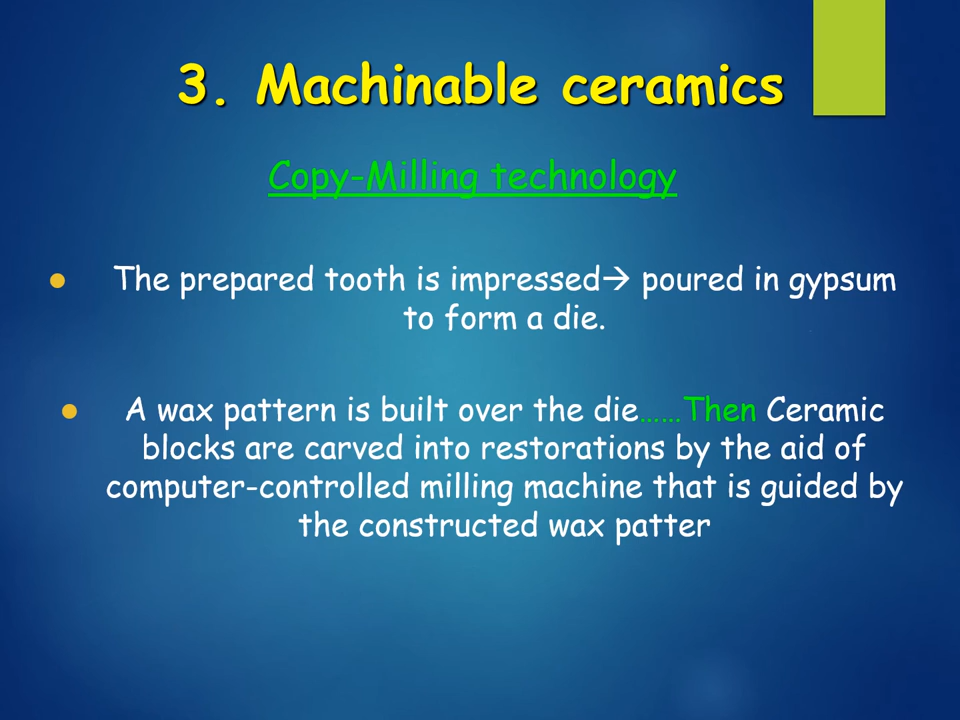 3. Machinable ceramics
Copy-Milling technology
● The prepared tooth is impressed→ poured in gypsum
to form a die.
● A wax pattern is built over the die……Then Ceramic
blocks are carved into restorations by the aid of
computer-controlled milling machine that is guided by
the constructed wax patter